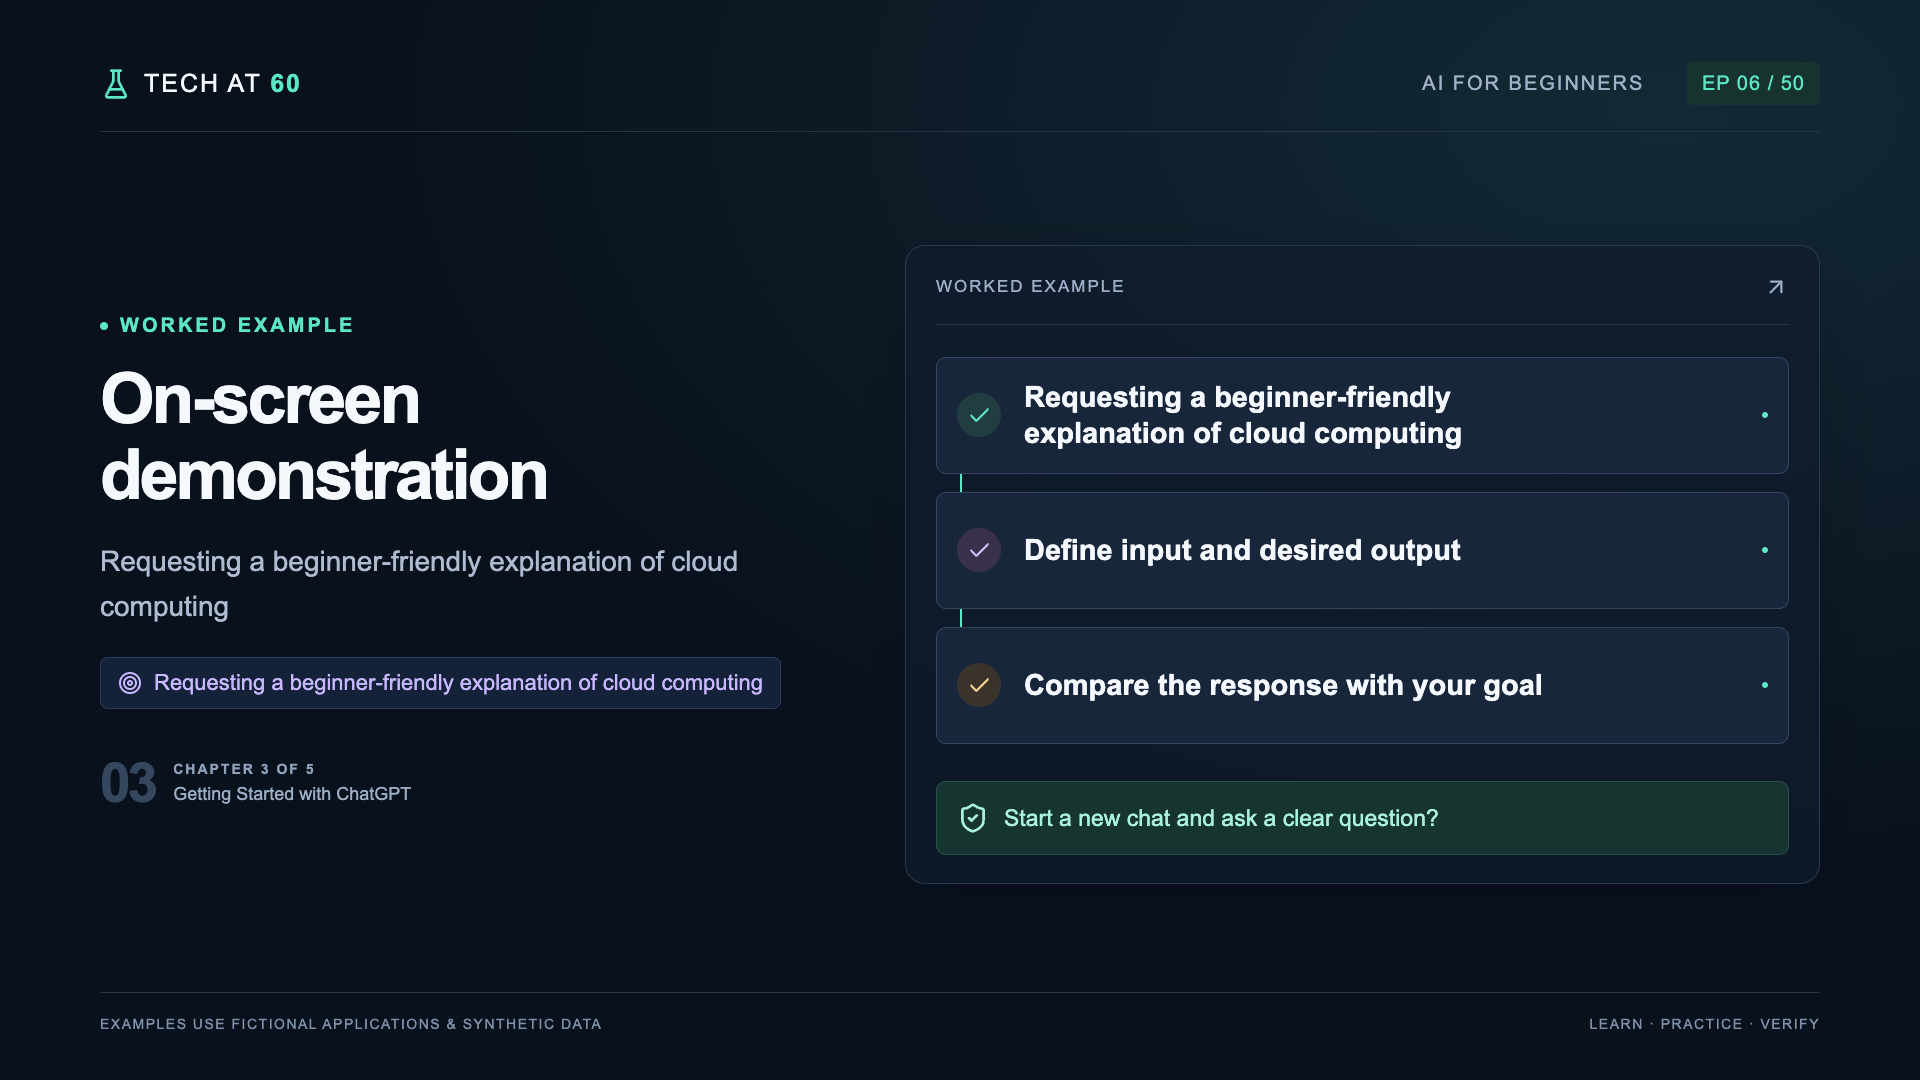 TECH AT 60
AI FOR BEGINNERS
EP 06 / 50
WORKED EXAMPLE
On-screen
demonstration
Requesting a beginner-friendly explanation of cloud
computing
Requesting a beginner-friendly explanation of cloud computing
03
CHAPTER 3 OF 5
Getting Started with ChatGPT
WORKED EXAMPLE
Requesting a beginner-friendly
explanation of cloud computing
Define input and desired output
Compare the response with your goal
Start a new chat and ask a clear question?
EXAMPLES USE FICTIONAL APPLICATIONS & SYNTHETIC DATA
LEARN · PRACTICE · VERIFY